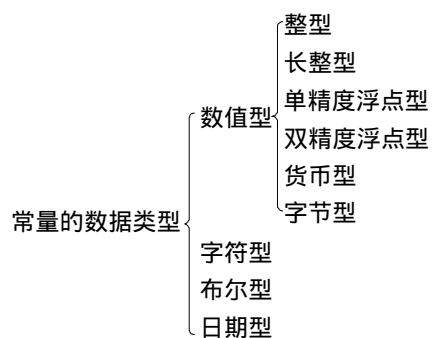 整型
长整型
单精度浮点型
数值型
双精度浮点型
货币型
字节型
常量的数据类型
字符型
布尔型
日期型